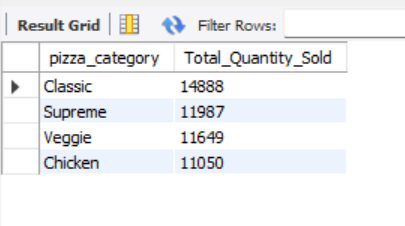 Result Grid Filter Rows:
pizza_category Total_Quantity_Sold
Classic 14888
Supreme 11987
Veggie 11649
Chicken 11050